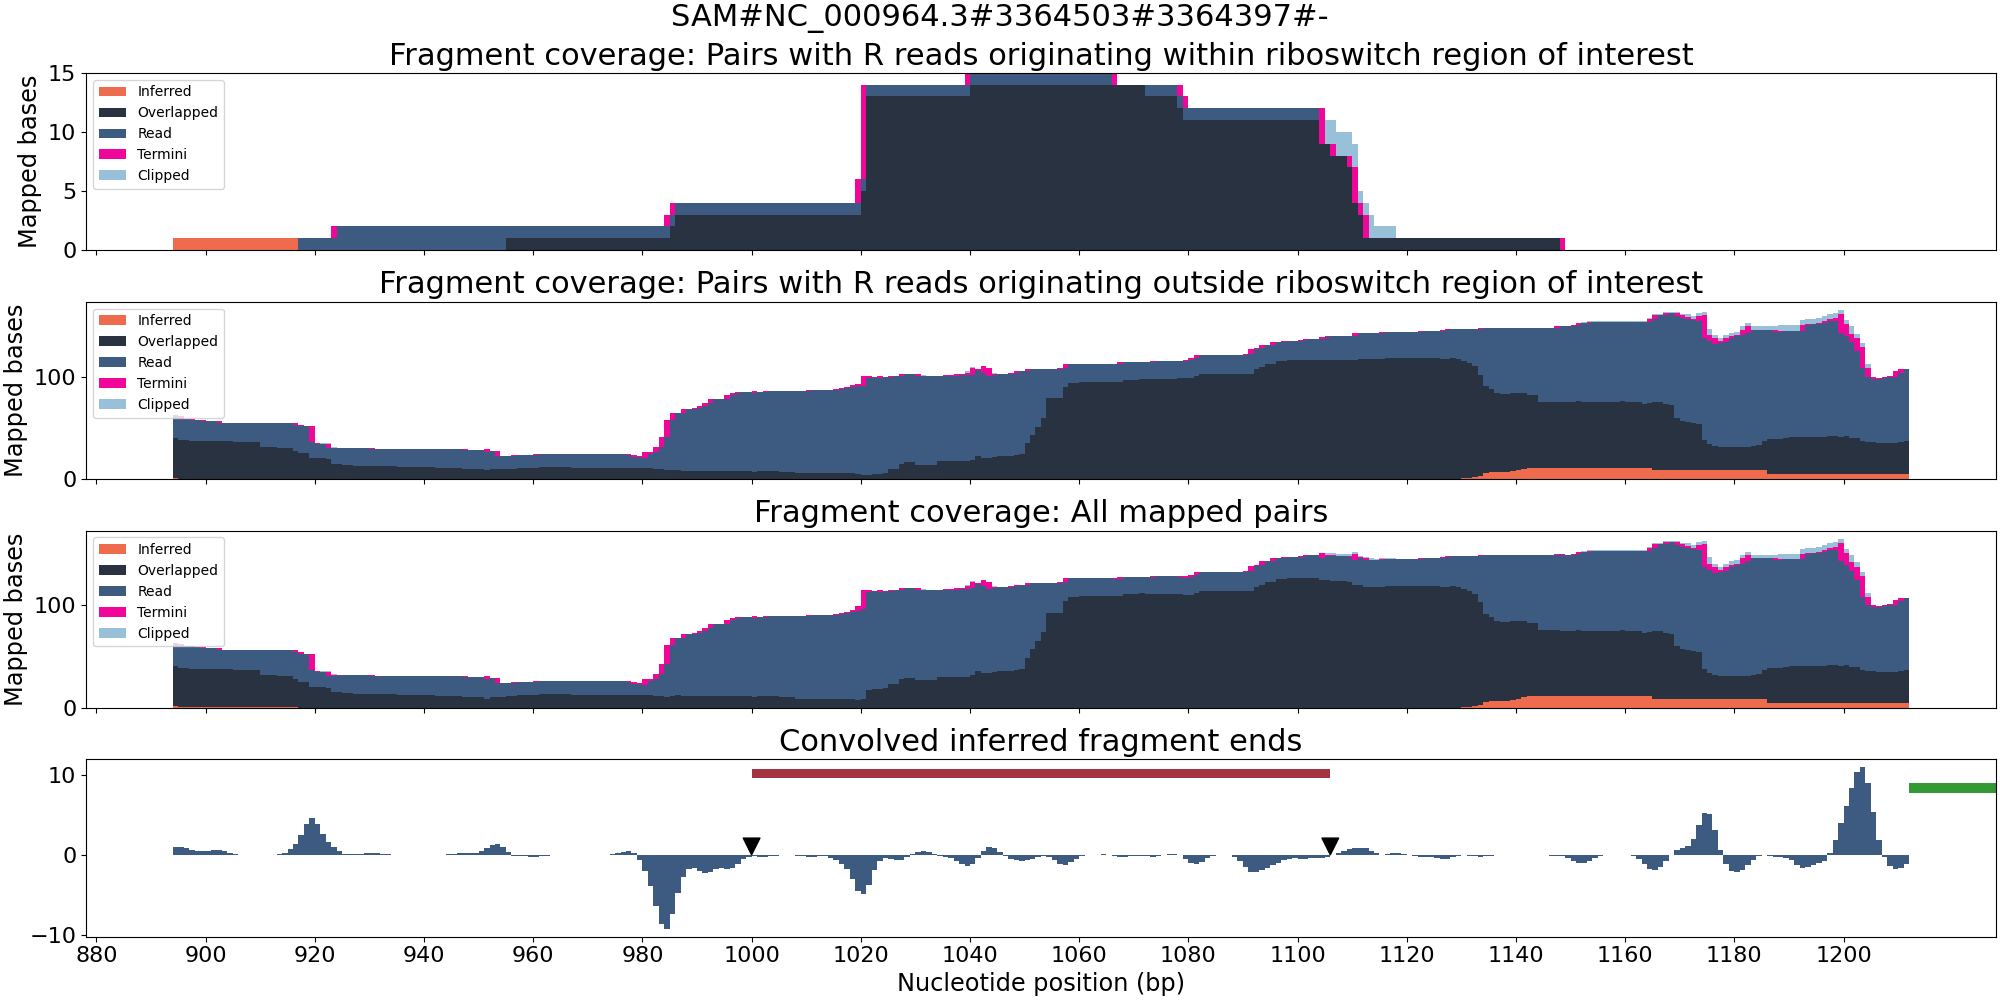 SAM#NC_000964.3#3364503#3364397#-
Fragment coverage: Pairs with R reads originating within riboswitch region of interest
Mapped bases
15
10
5
0
Inferred
Overlapped
Read
Termini
Clipped
Fragment coverage: Pairs with R reads originating outside riboswitch region of interest
Mapped bases
100
0
Inferred
Overlapped
Read
Termini
Clipped
Fragment coverage: All mapped pairs
Mapped bases
100
0
Inferred
Overlapped
Read
Termini
Clipped
Convolved inferred fragment ends
10
0
−10
880 900 920 940 960 980 1000 1020 1040 1060 1080 1100 1120 1140 1160 1180 1200
Nucleotide position (bp)